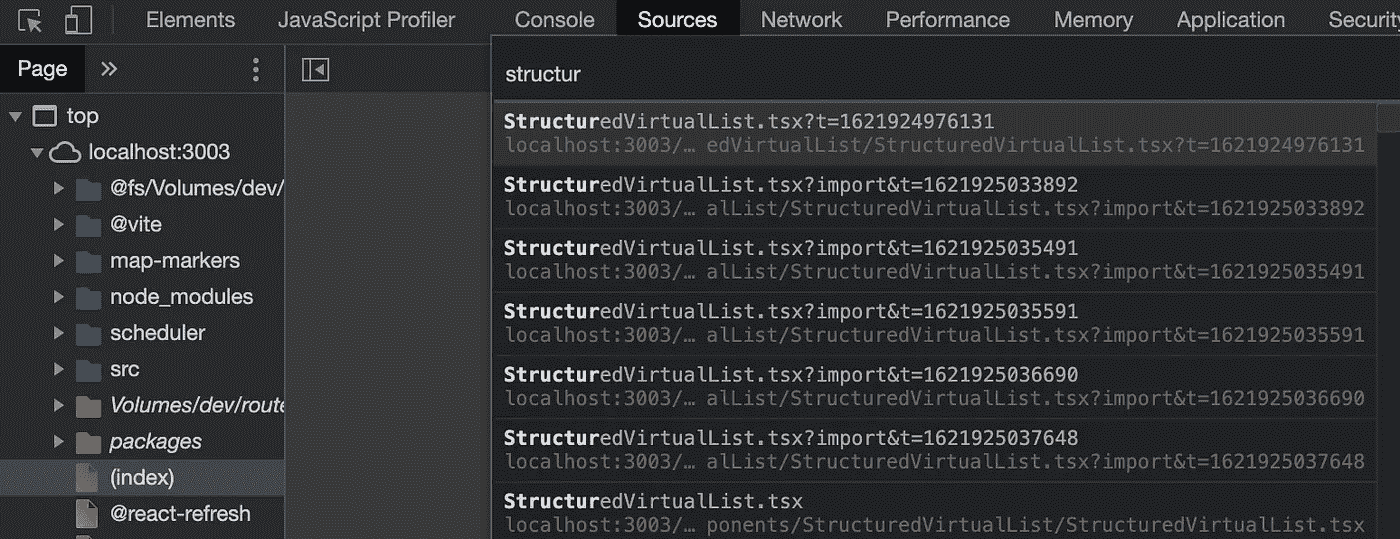 Elements JavaScript Profiler Console Sources Network Performance Memory Application Securit
Page
top
localhost:3003
@fs/Volumes/dev/
@vite
map-markers
node_modules
scheduler
src
Volumes/dev/route
packages
(index)
@react-refresh
structur
StructuredVirtualList.tsx?t=1621924976131
localhost:3003/… edVirtualList/StructuredVirtualList.tsx?t=1621924976131
StructuredVirtualList.tsx?import&t=1621925033892
localhost:3003/… alList/StructuredVirtualList.tsx?import&t=1621925033892
StructuredVirtualList.tsx?import&t=1621925035491
localhost:3003/… alList/StructuredVirtualList.tsx?import&t=1621925035491
StructuredVirtualList.tsx?import&t=1621925035591
localhost:3003/… alList/StructuredVirtualList.tsx?import&t=1621925035591
StructuredVirtualList.tsx?import&t=1621925036690
localhost:3003/… alList/StructuredVirtualList.tsx?import&t=1621925036690
StructuredVirtualList.tsx?import&t=1621925037648
localhost:3003/… alList/StructuredVirtualList.tsx?import&t=1621925037648
StructuredVirtualList.tsx
localhost:3003/… ponents/StructuredVirtualList/StructuredVirtualList.tsx